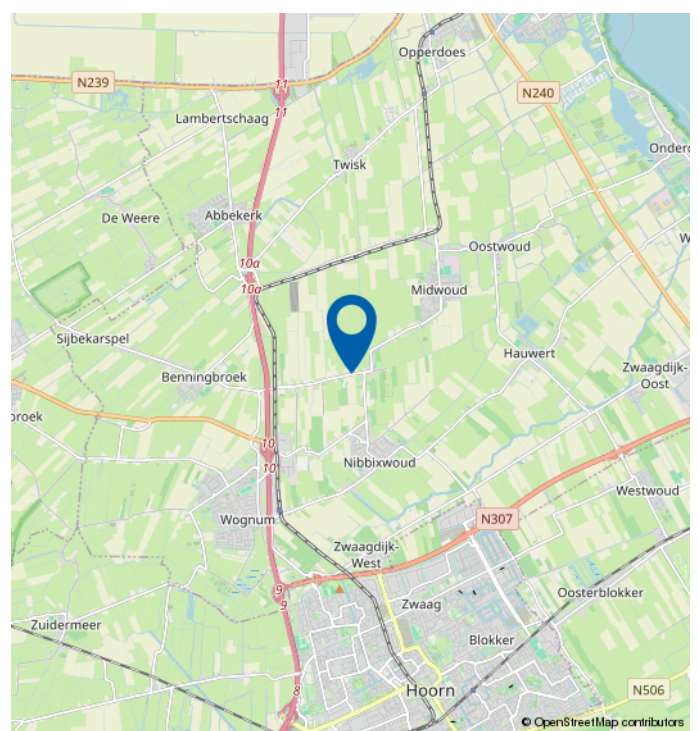 Opperdoes
N239
11
N240
11
Lambertschaag
Onderd
Twisk
De Weere
Abbekerk
Oostwoud
W
10a
10a
Midwoud
Sijbekarspel
Hauwert
Benningbroek
Zwaagdijk-
Oost
broek
10
Nibbixwoud
10
Westwoud
Wognum
N307
Zwaagdijk-
West
9
9
Zwaag
Oosterblokker
Zuidermeer
Blokker
8
Hoorn
N506
© OpenStreetMap contributors